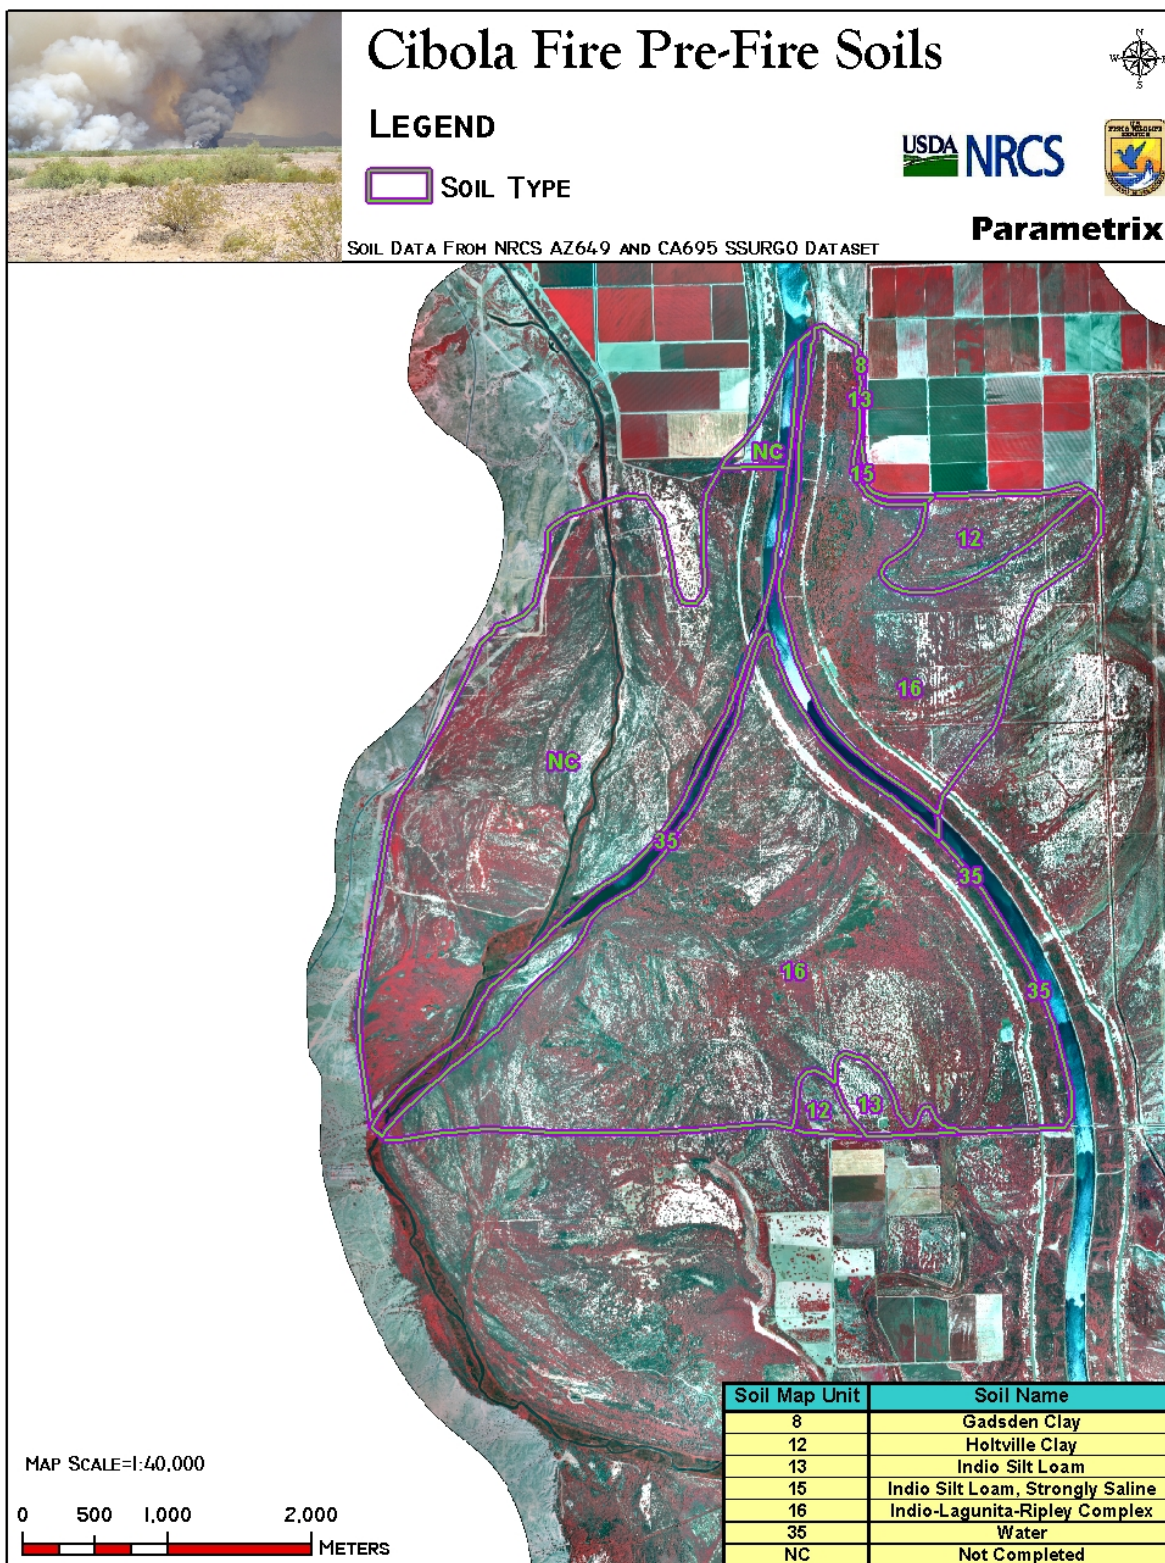 Cibola Fire Pre-Fire Soils
N
W
S
LEGEND
SOIL TYPE
USDA NRCS
U.S.
FISH & WILDLIFE
SERVICE
Parametrix
SOIL DATA FROM NRCS AZ649 AND CA695 SSURGO DATASET
8
13
NC
15
12
16
NC
35
35
16
35
12
13
Soil Map Unit Soil Name
8 Gadsden Clay
12 Holtville Clay
13 Indio Silt Loam
15 Indio Silt Loam, Strongly Saline
16 Indio-Lagunita-Ripley Complex
35 Water
NC Not Completed
MAP SCALE=1:40,000
0 500 1,000 2,000
METERS